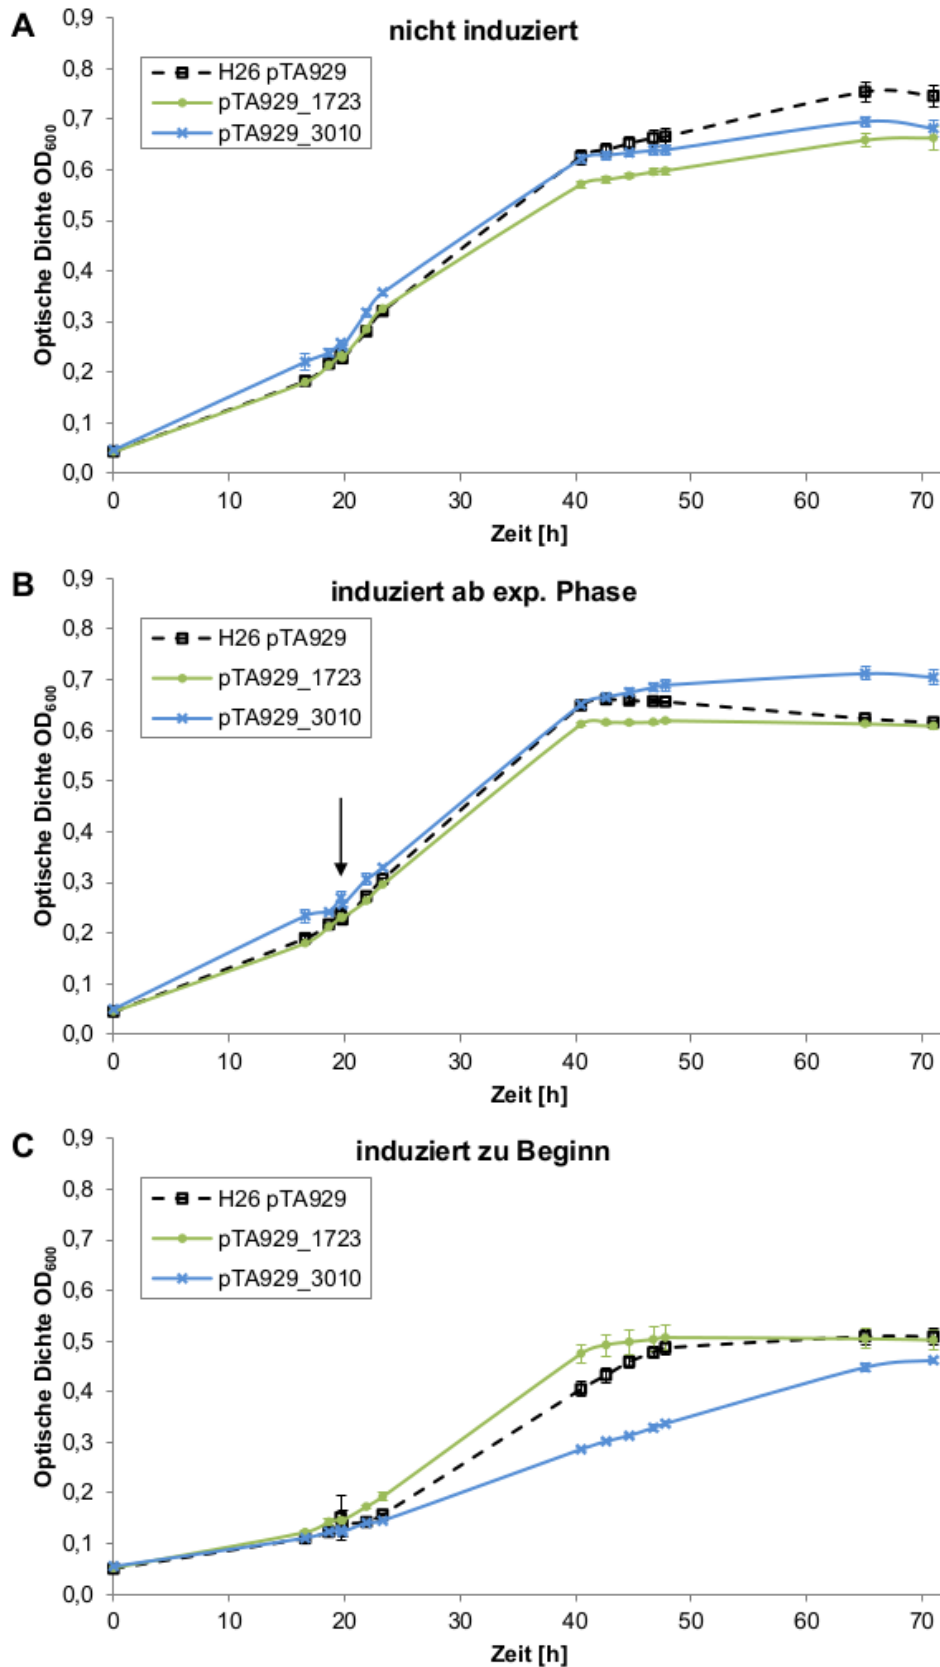 A
nicht induziert
H26 pTA929
pTA929_1723
pTA929_3010
Optische Dichte OD600
0,9
0,8
0,7
0,6
0,5
0,4
0,3
0,2
0,1
0,0
0 10 20 30 40 50 60 70
Zeit [h]
B
induziert ab exp. Phase
H26 pTA929
pTA929_1723
pTA929_3010
Optische Dichte OD600
0,9
0,8
0,7
0,6
0,5
0,4
0,3
0,2
0,1
0,0
0 10 20 30 40 50 60 70
Zeit [h]
C
induziert zu Beginn
H26 pTA929
pTA929_1723
pTA929_3010
Optische Dichte OD600
0,9
0,8
0,7
0,6
0,5
0,4
0,3
0,2
0,1
0,0
0 10 20 30 40 50 60 70
Zeit [h]